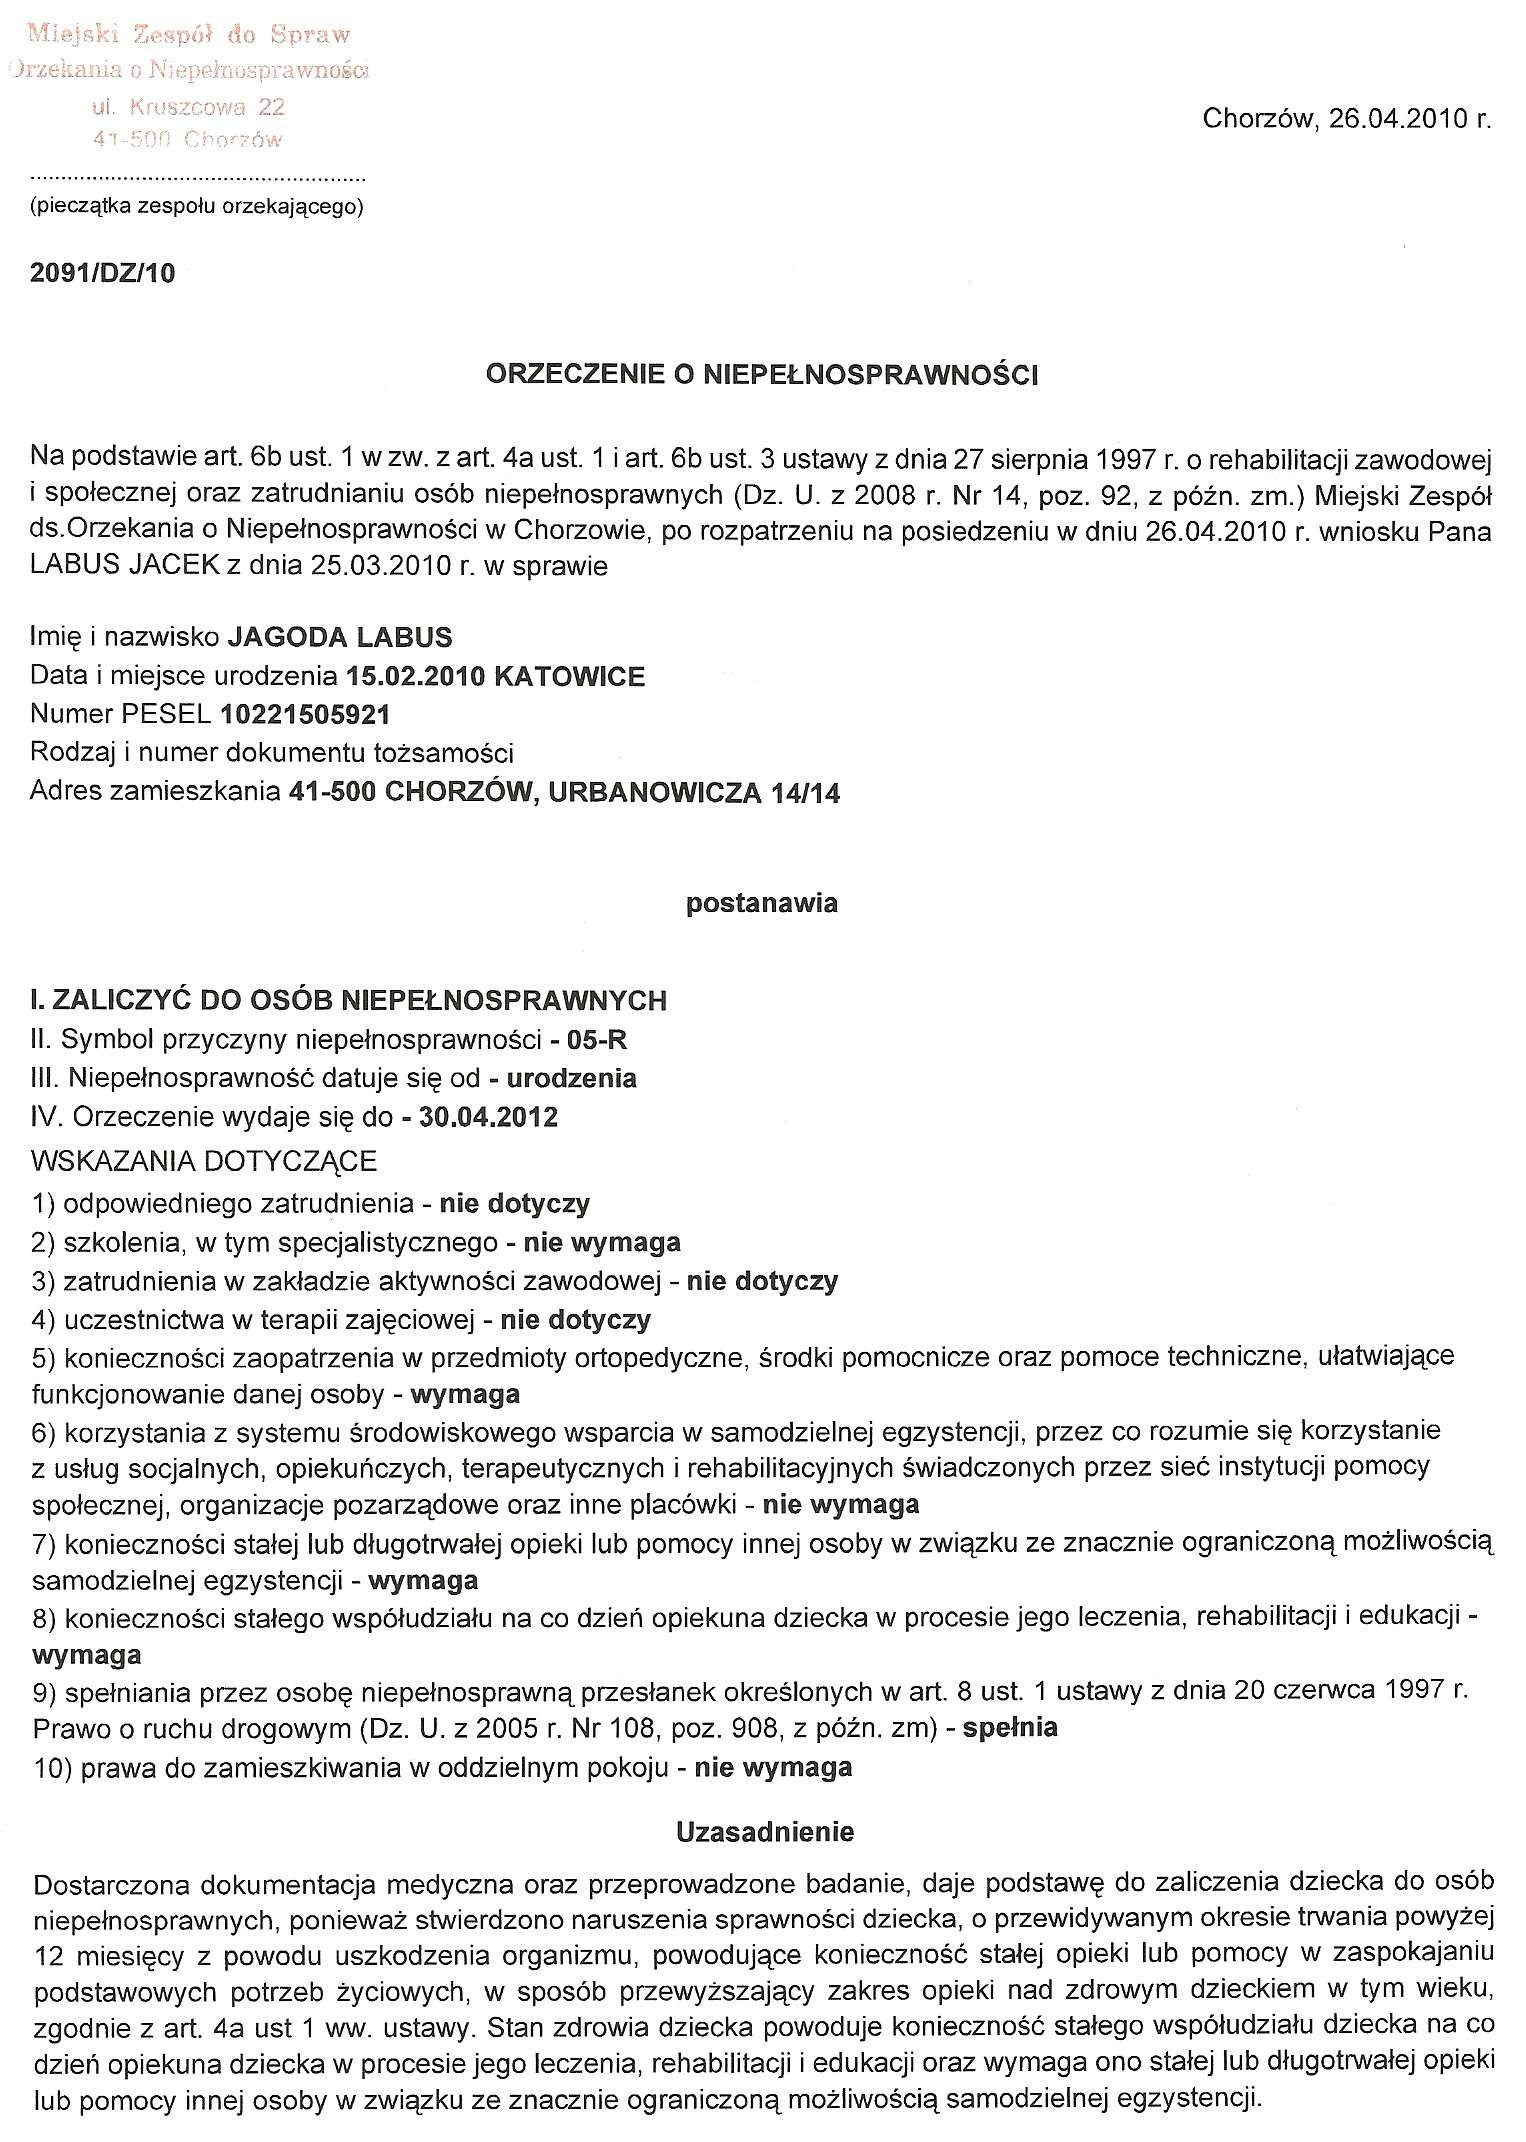 Miejski Zespół do Spraw
Orzekania o Niepełnosprawności
ul. Kruszcowa 22
41-500 Chorzów
Chorzów, 26.04.2010 r.
(pieczątka zespołu orzekającego)
2091/DZ/10
ORZECZENIE O NIEPEŁNOSPRAWNOŚCI
Na podstawie art. 6b ust. 1 w zw. z art. 4a ust. 1 i art. 6b ust. 3 ustawy z dnia 27 sierpnia 1997 r. o rehabilitacji zawodowej
i społecznej oraz zatrudnianiu osób niepełnosprawnych (Dz. U. z 2008 r. Nr 14, poz. 92, z późn. zm.) Miejski Zespół
ds.Orzekania o Niepełnosprawności w Chorzowie, po rozpatrzeniu na posiedzeniu w dniu 26.04.2010 r. wniosku Pana
LABUS JACEK z dnia 25.03.2010 r. w sprawie
Imię i nazwisko JAGODA LABUS
Data i miejsce urodzenia 15.02.2010 KATOWICE
Numer PESEL 10221505921
Rodzaj i numer dokumentu tożsamości
Adres zamieszkania 41-500 CHORZÓW, URBANOWICZA 14/14
postanawia
I. ZALICZYĆ DO OSÓB NIEPEŁNOSPRAWNYCH
II. Symbol przyczyny niepełnosprawności - 05-R
III. Niepełnosprawność datuje się od - urodzenia
IV. Orzeczenie wydaje się do - 30.04.2012
WSKAZANIA DOTYCZĄCE
1) odpowiedniego zatrudnienia - nie dotyczy
2) szkolenia, w tym specjalistycznego - nie wymaga
3) zatrudnienia w zakładzie aktywności zawodowej - nie dotyczy
4) uczestnictwa w terapii zajęciowej - nie dotyczy
5) konieczności zaopatrzenia w przedmioty ortopedyczne, środki pomocnicze oraz pomoce techniczne, ułatwiające
funkcjonowanie danej osoby - wymaga
6) korzystania z systemu środowiskowego wsparcia w samodzielnej egzystencji, przez co rozumie się korzystanie
z usług socjalnych, opiekuńczych, terapeutycznych i rehabilitacyjnych świadczonych przez sieć instytucji pomocy
społecznej, organizacje pozarządowe oraz inne placówki - nie wymaga
7) konieczności stałej lub długotrwałej opieki lub pomocy innej osoby w związku ze znacznie ograniczoną możliwością
samodzielnej egzystencji - wymaga
8) konieczności stałego współudziału na co dzień opiekuna dziecka w procesie jego leczenia, rehabilitacji i edukacji -
wymaga
9) spełniania przez osobę niepełnosprawną przesłanek określonych w art. 8 ust. 1 ustawy z dnia 20 czerwca 1997 r.
Prawo o ruchu drogowym (Dz. U. z 2005 r. Nr 108, poz. 908, z późn. zm) - spełnia
10) prawa do zamieszkiwania w oddzielnym pokoju - nie wymaga
Uzasadnienie
Dostarczona dokumentacja medyczna oraz przeprowadzone badanie, daje podstawę do zaliczenia dziecka do osób
niepełnosprawnych, ponieważ stwierdzono naruszenia sprawności dziecka, o przewidywanym okresie trwania powyżej
12 miesięcy z powodu uszkodzenia organizmu, powodujące konieczność stałej opieki lub pomocy w zaspokajaniu
podstawowych potrzeb życiowych, w sposób przewyższający zakres opieki nad zdrowym dzieckiem w tym wieku,
zgodnie z art. 4a ust 1 ww. ustawy. Stan zdrowia dziecka powoduje konieczność stałego współudziału dziecka na co
dzień opiekuna dziecka w procesie jego leczenia, rehabilitacji i edukacji oraz wymaga ono stałej lub długotrwałej opieki
lub pomocy innej osoby w związku ze znacznie ograniczoną możliwością samodzielnej egzystencji.